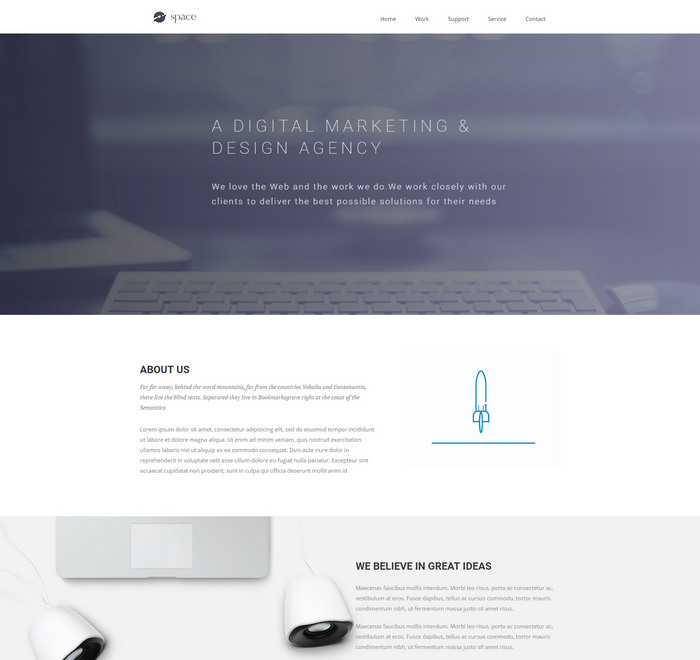 space
Home Work Support Service Contact
A DIGITAL MARKETING &
DESIGN AGENCY
We love the Web and the work we do.We work closely with our
clients to deliver the best possible solutions for their needs
ABOUT US
Far far away, behind the word mountains, far from the countries Vokalia and Consonantia,
there live the blind texts. Separated they live in Bookmarksgrove right at the coast of the
Semantics
Lorem ipsum dolor sit amet, consectetur adipisicing elit, sed do eiusmod tempor incididunt
ut labore et dolore magna aliqua. Ut enim ad minim veniam, quis nostrud exercitation
ullamco laboris nisi ut aliquip ex ea commodo consequat. Duis aute irure dolor in
reprehenderit in voluptate velit esse cillum dolore eu fugiat nulla pariatur. Excepteur sint
occaecat cupidatat non proident, sunt in culpa qui officia deserunt mollit anim id
WE BELIEVE IN GREAT IDEAS
Maecenas faucibus mollis interdum. Morbi leo risus, porta ac consectetur ac,
vestibulum at eros. Fusce dapibus, tellus ac cursus commodo, tortor mauris
condimentum nibh, ut fermentum massa justo sit amet risus.
Maecenas faucibus mollis interdum. Morbi leo risus, porta ac consectetur ac,
vestibulum at eros. Fusce dapibus, tellus ac cursus commodo, tortor mauris
condimentum nibh, ut fermentum massa justo sit amet risus.